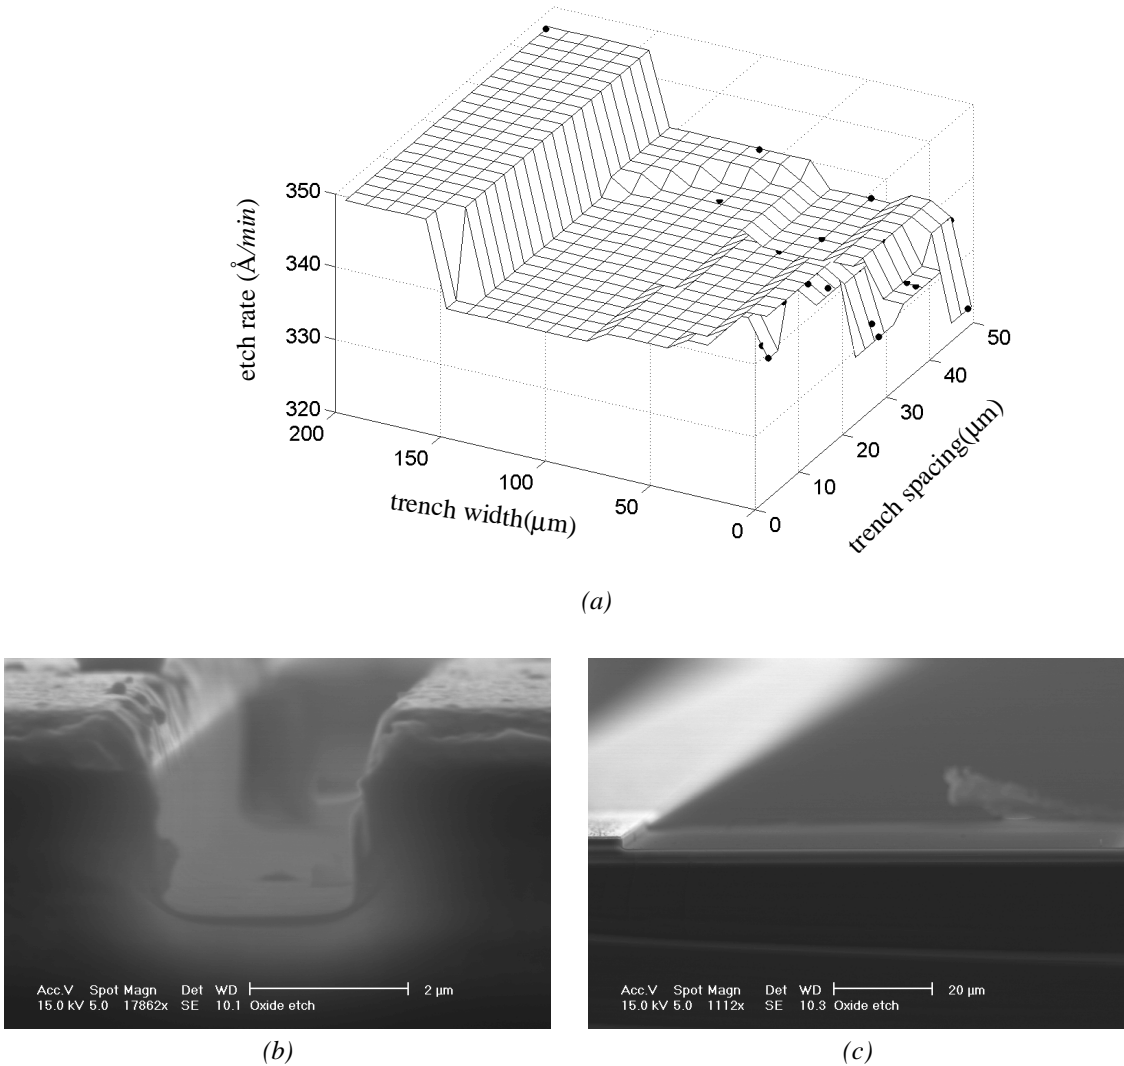 350
340
330
320
etch rate (Å/min)
200
150
100
50
0
trench width(μm)
0
10
20
30
40
50
trench spacing(μm)
(a)
Acc.V Spot Magn Det WD 2 μm
15.0 kV 5.0 17862x SE 10.1 Oxide etch
Acc.V Spot Magn Det WD 20 μm
15.0 kV 5.0 1112x SE 10.3 Oxide etch
(b)
(c)